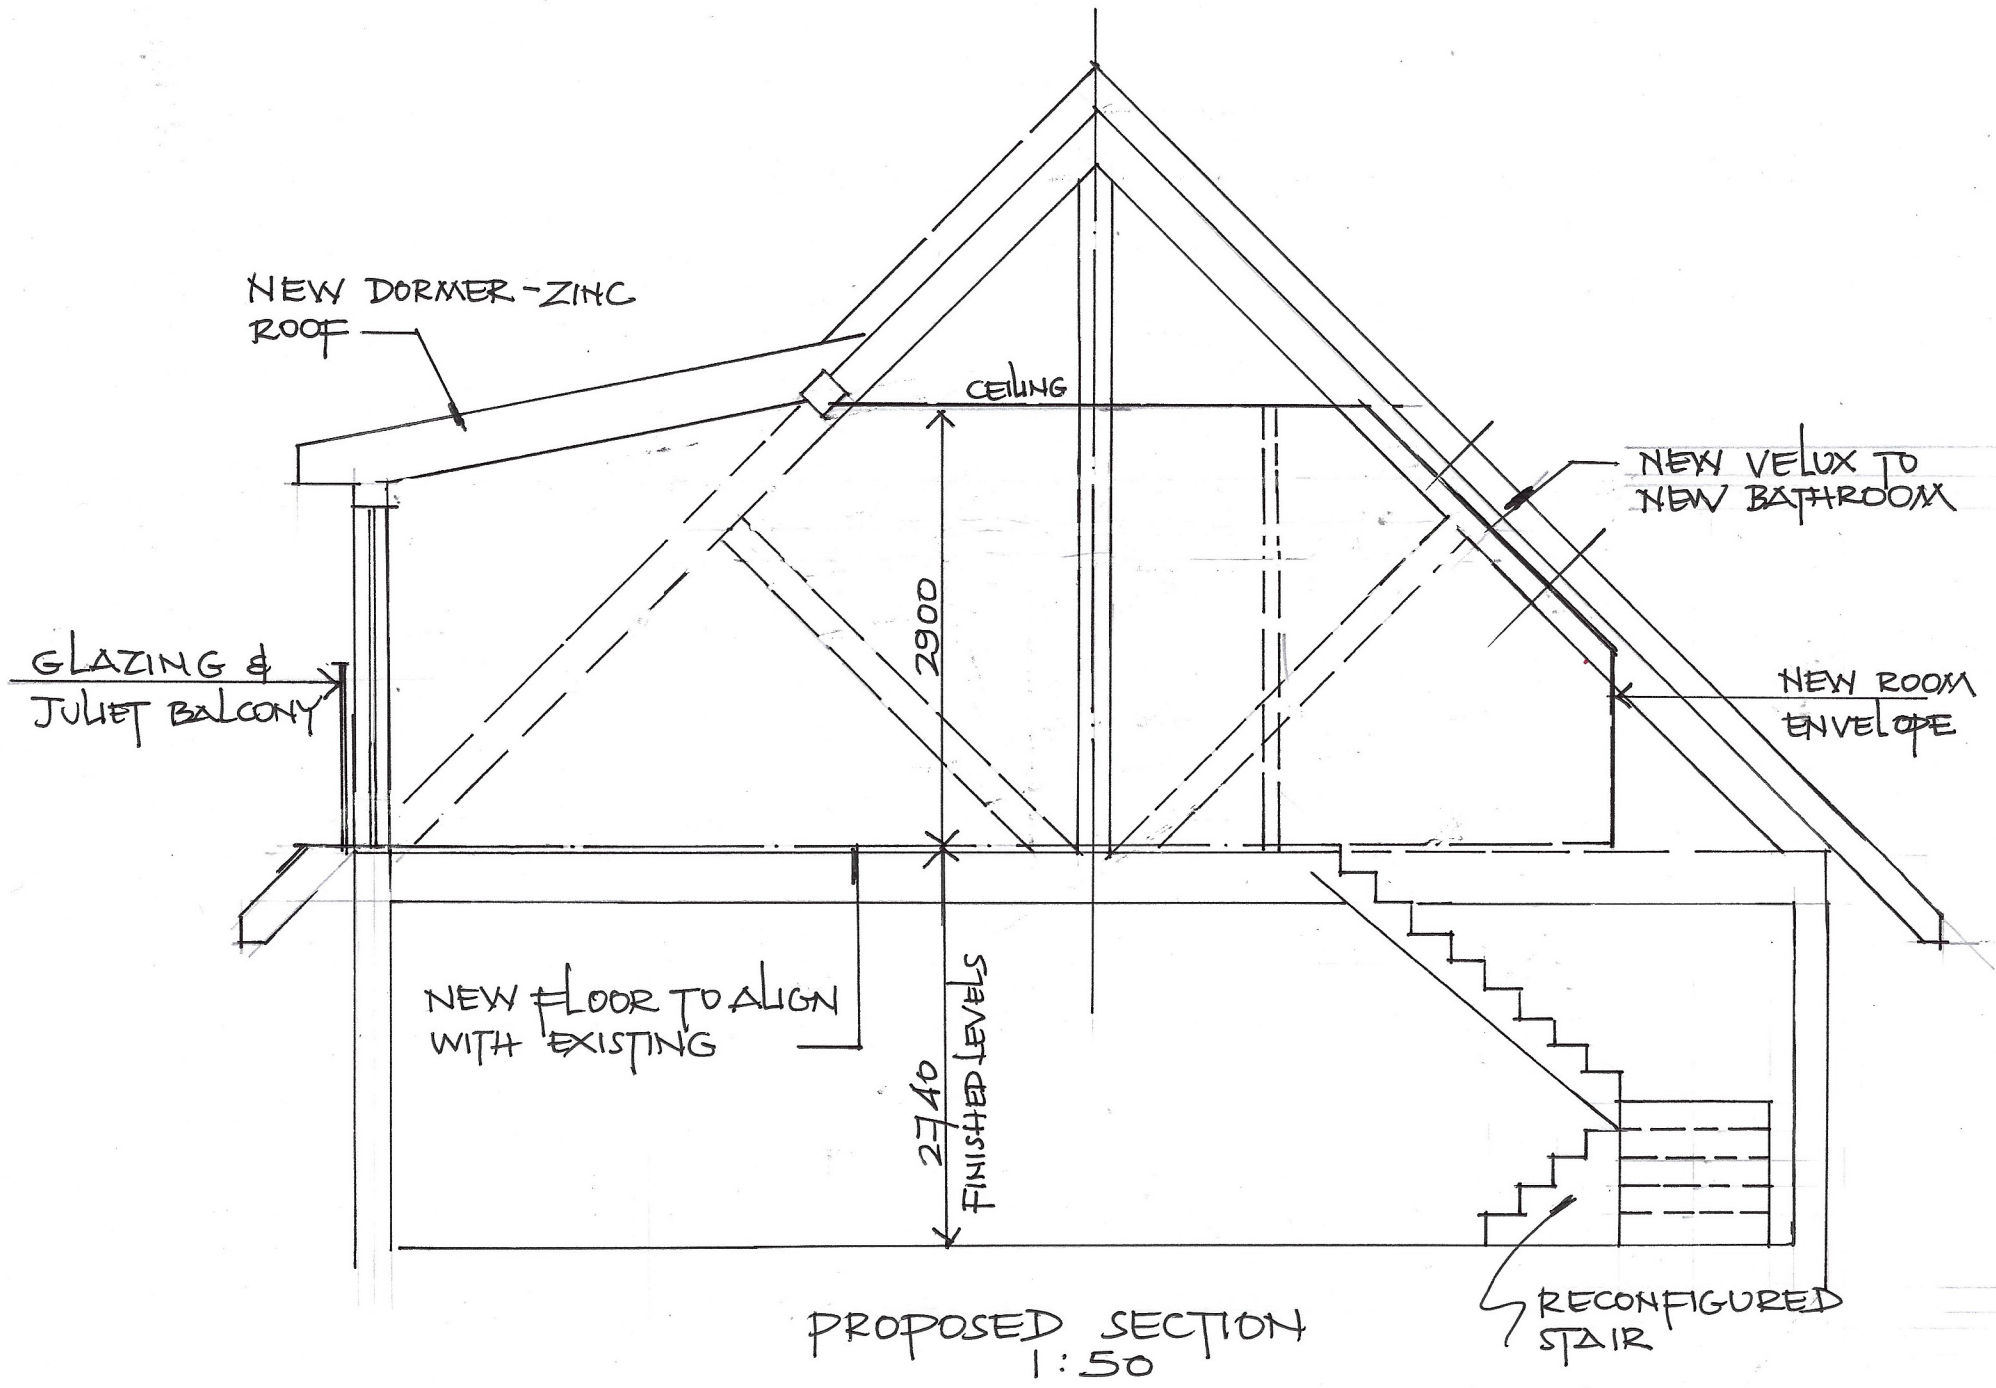 NEW DORMER-ZINC
ROOF
CEILING
NEW VELUX TO
NEW BATHROOM
2900
GLAZING &
JULIET BALCONY
NEW ROOM
ENVELOPE
NEW FLOOR TO ALIGN
WITH EXISTING
2740
FINISHED LEVELS
RECONFIGURED
STAIR
PROPOSED SECTION
1:50